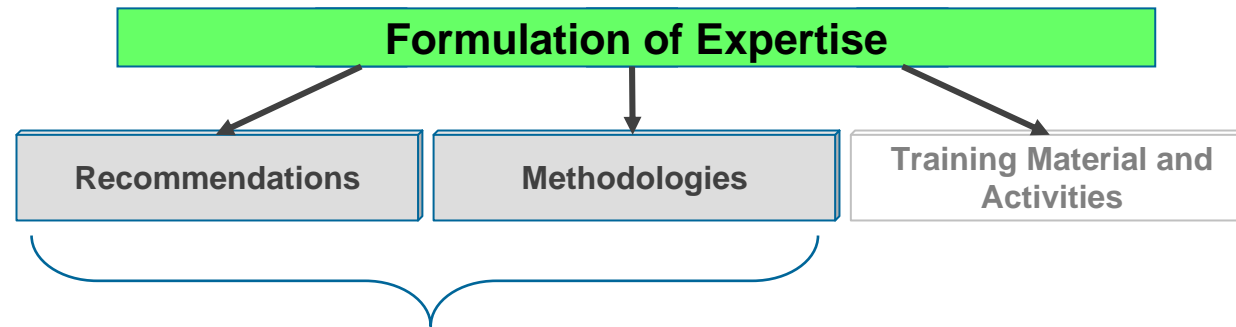 Formulation of Expertise
Recommendations
Methodologies
Training Material and
Activities